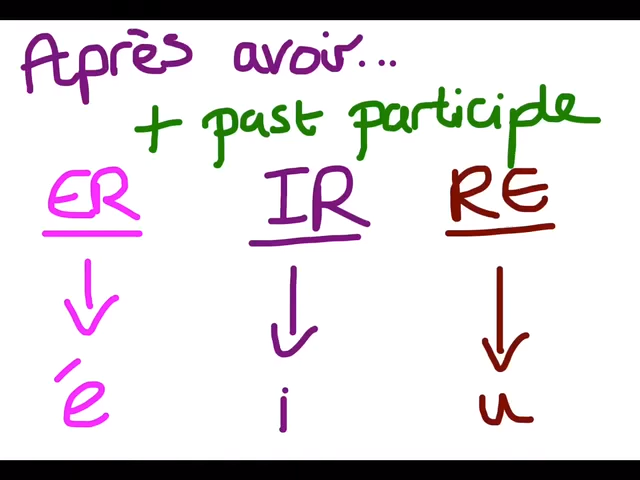 Après avoir...
+ past participle
ER IR RE
é i u